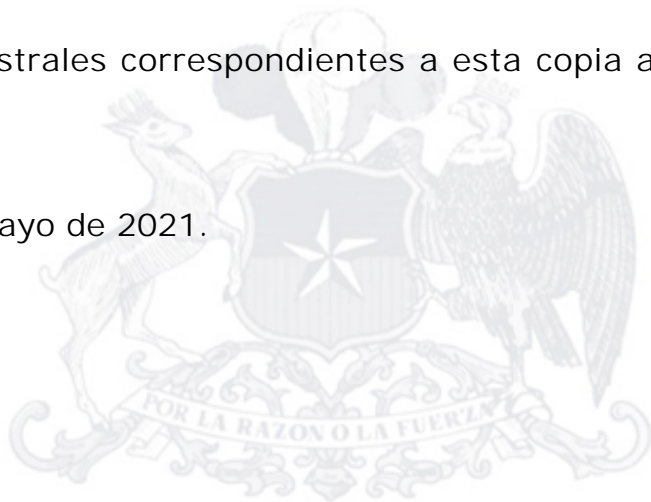 strales correspondientes a esta copia a
ayo de 2021.
POR LA RAZON O LA FUERZA